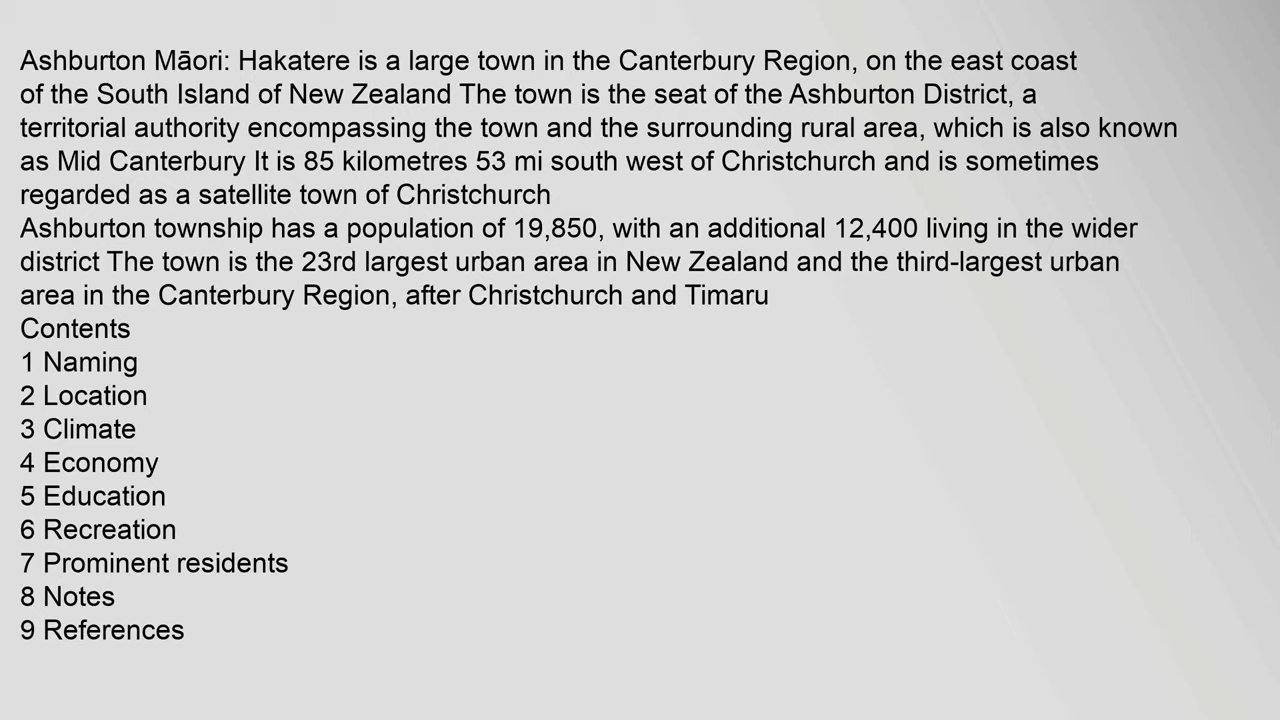 Ashburton Māori: Hakatere is a large town in the Canterbury Region, on the east coast
of the South Island of New Zealand The town is the seat of the Ashburton District, a
territorial authority encompassing the town and the surrounding rural area, which is also known
as Mid Canterbury It is 85 kilometres 53 mi south west of Christchurch and is sometimes
regarded as a satellite town of Christchurch
Ashburton township has a population of 19,850, with an additional 12,400 living in the wider
district The town is the 23rd largest urban area in New Zealand and the third-largest urban
area in the Canterbury Region, after Christchurch and Timaru
Contents
1 Naming
2 Location
3 Climate
4 Economy
5 Education
6 Recreation
7 Prominent residents
8 Notes
9 References